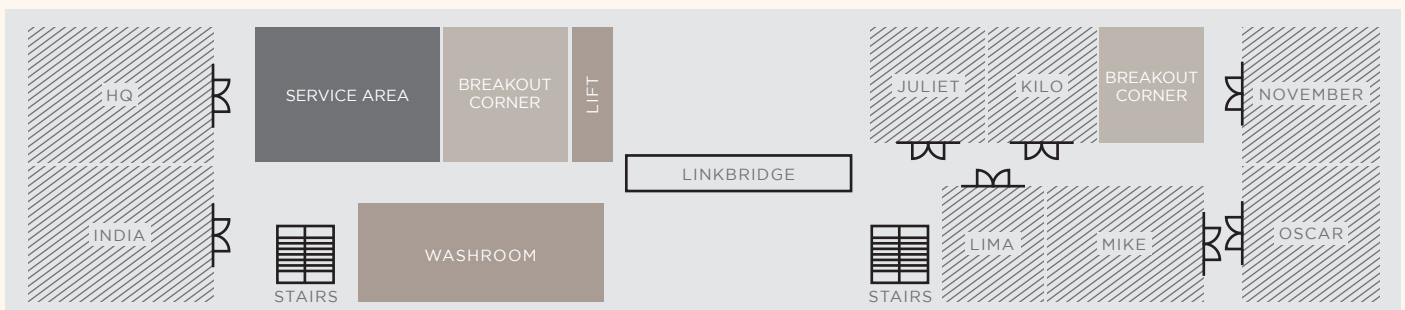 HQ
SERVICE AREA
BREAKOUT
CORNER
LIFT
JULIET
KILO
BREAKOUT
CORNER
NOVEMBER
LINKBRIDGE
INDIA
STAIRS
WASHROOM
STAIRS
LIMA
MIKE
OSCAR